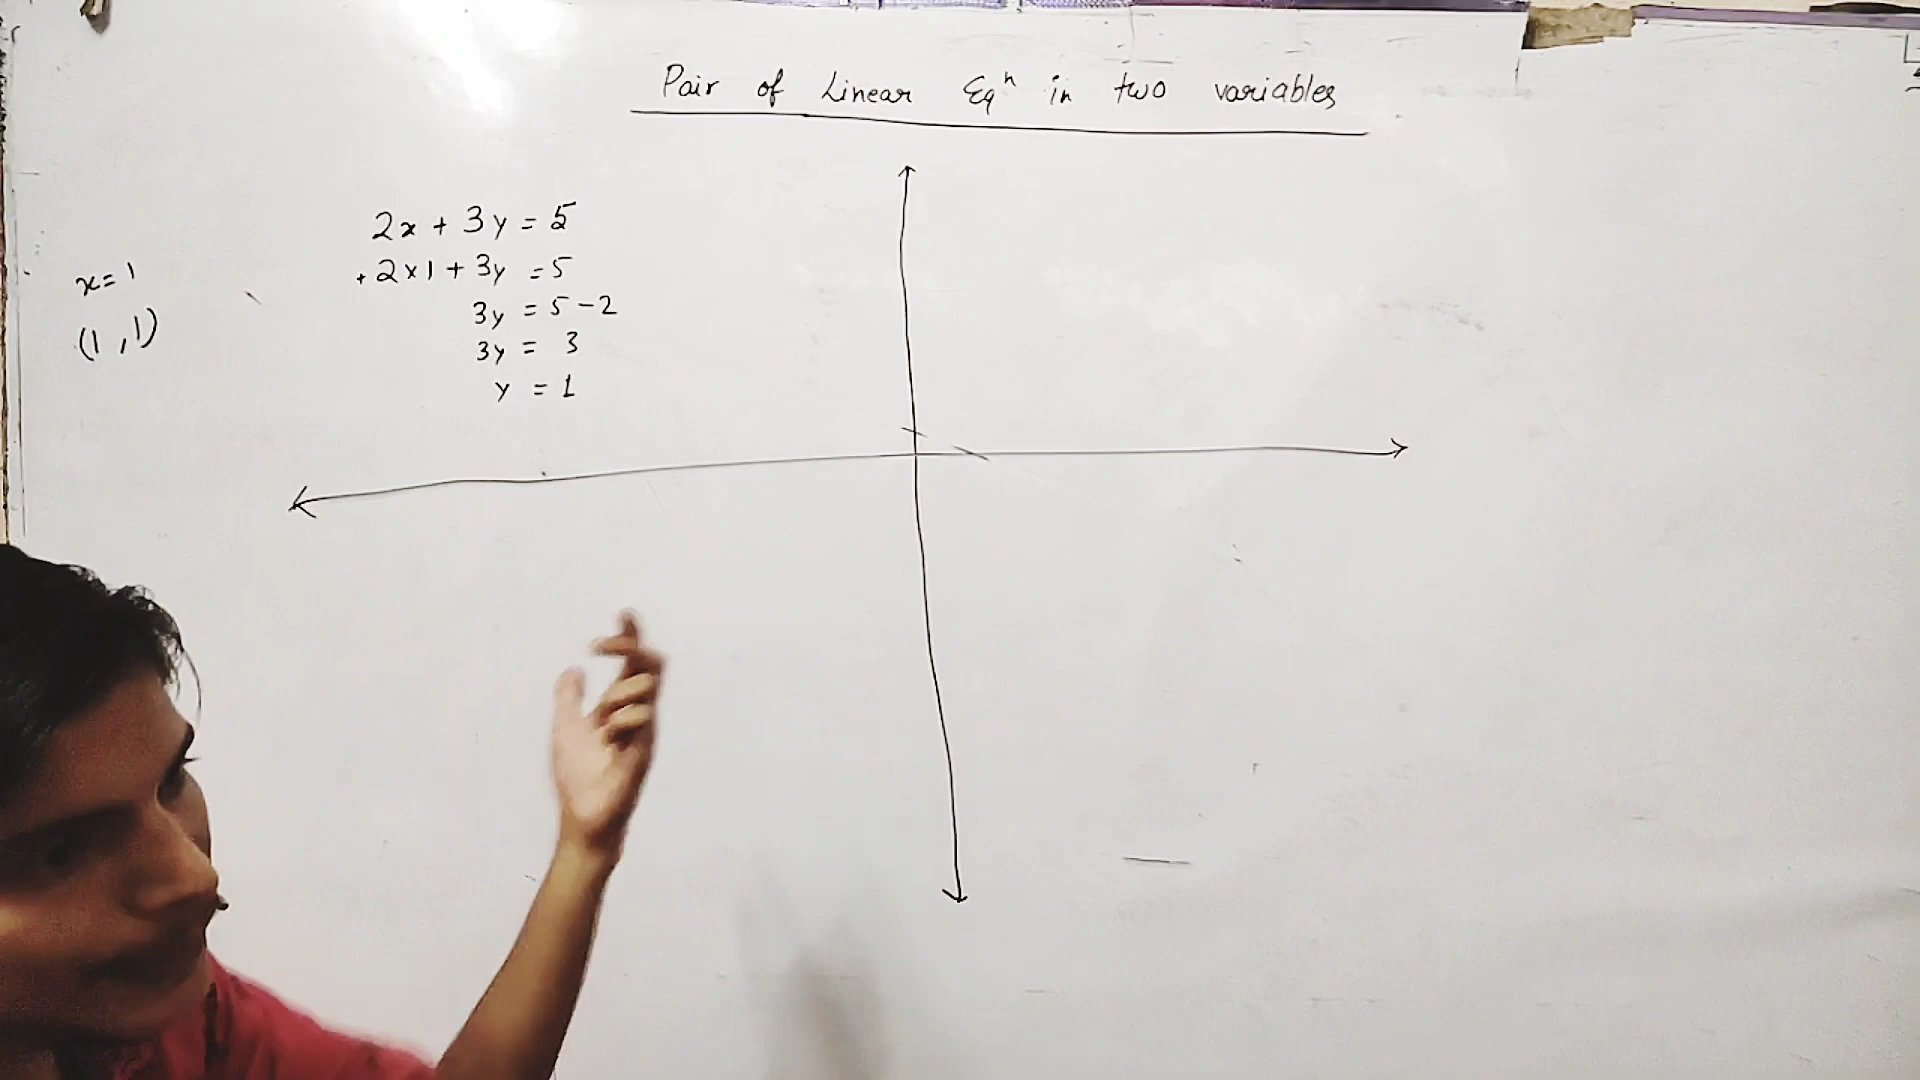 Pair of Linear Eqⁿ in two variables
2x + 3y = 5
+2×1 + 3y = 5
3y = 5 - 2
3y = 3
y = 1
x = 1
(1, 1)